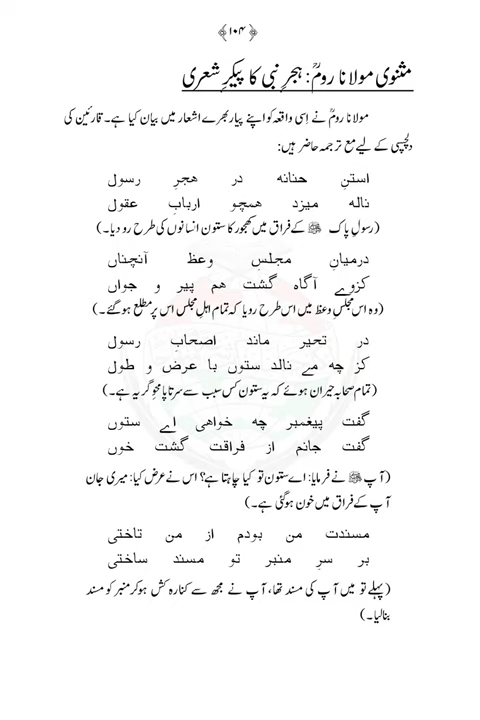 ﴿۱۰۴﴾
مثنوی مولانا رومؒ: ہجرِ نبی کا پیکرِ شعری
مولانا رومؒ نے اِسی واقعہ کو اپنے پیار بھرے اشعار میں بیان کیا ہے۔ قارئین کی
دلچسپی کے لیے مع ترجمہ حاضر ہیں:
استنِ حنانہ در ہجرِ رسول
نالہ میزد ہمچو اربابِ عقول
(رسولِ پاک ﷺ کے فراق میں کھجور کا ستون انسانوں کی طرح رو دیا۔)
درمیانِ مجلسِ وعظ آنچناں
کزوے آگاہ گشت ہم پیر و جواں
(وہ اس مجلسِ وعظ میں اس طرح رویا کہ تمام اہلِ مجلس اس پر مطلع ہوگئے۔)
در تحیر ماند اصحابِ رسول
کز چہ مے نالد ستوں با عرض و طول
(تمام صحابہ حیران ہوئے کہ یہ ستون کس سبب سے سرتاپا محوِ گریہ ہے۔)
گفت پیغمبر چہ خواہی اے ستوں
گفت جانم از فراقت گشت خوں
(آپ ﷺ نے فرمایا: اے ستون تو کیا چاہتا ہے؟ اس نے عرض کیا: میری جان
آپ کے فراق میں خون ہوگئی ہے۔)
مسندت من بودم از من تاختی
بر سرِ منبر تو مسند ساختی
(پہلے تو میں آپ کی مسند تھا، آپ نے مجھ سے کنارہ کش ہوکر منبر کو مسند
بنالیا۔)